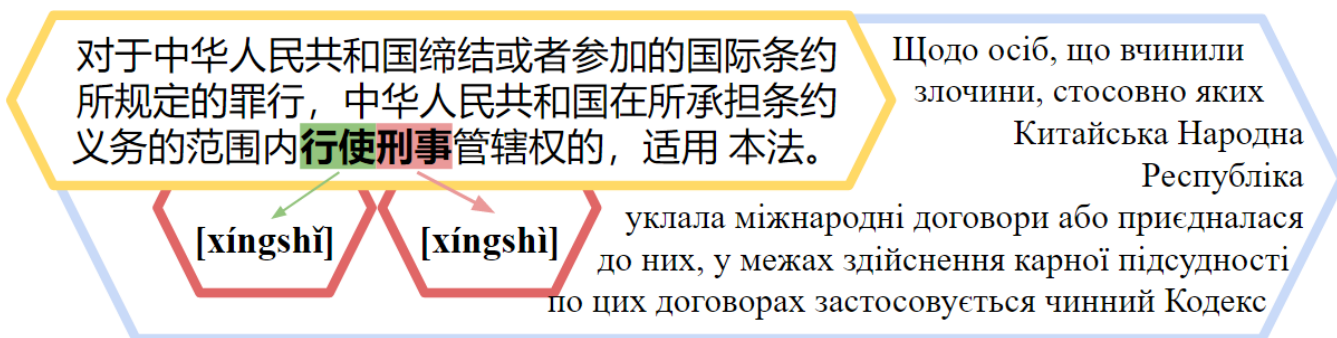 对于中华人民共和国缔结或者参加的国际条约
所规定的罪行，中华人民共和国在所承担条约
义务的范围内行使刑事管辖权的，适用 本法。
[xíngshǐ]
[xíngshì]
Щодо осіб, що вчинили
злочини, стосовно яких
Китайська Народна
Республіка
уклала міжнародні договори або приєдналася
до них, у межах здійснення карної підсудності
по цих договорах застосовується чинний Кодекс